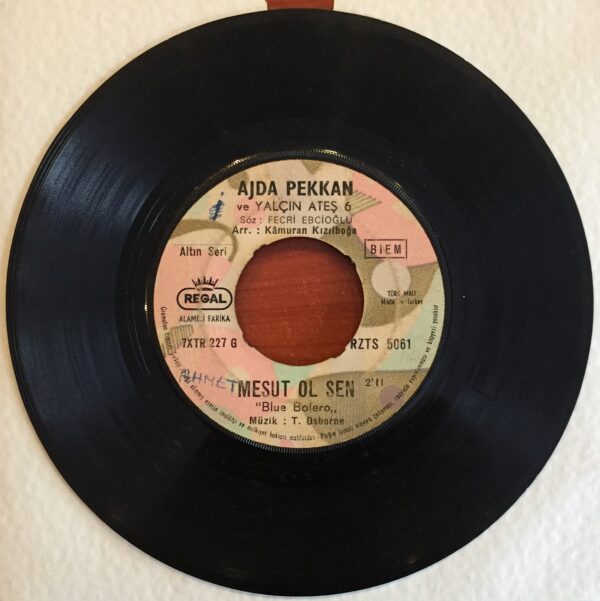 AJDA PEKKAN
ve YALÇIN ATEŞ 6
Söz : FECRİ EBCİOĞLU
Arr. : Kâmuran Kızılboğa
Altın Seri
BIEM
REGAL
ALAMETİ FARİKA
TÜRK MALI
Made in Turkey
7XTR 227 G
RZTS 5061
AHMET
MESUT OL SEN 2'11
"Blue Bolero,,
Müzik : T. Osborne